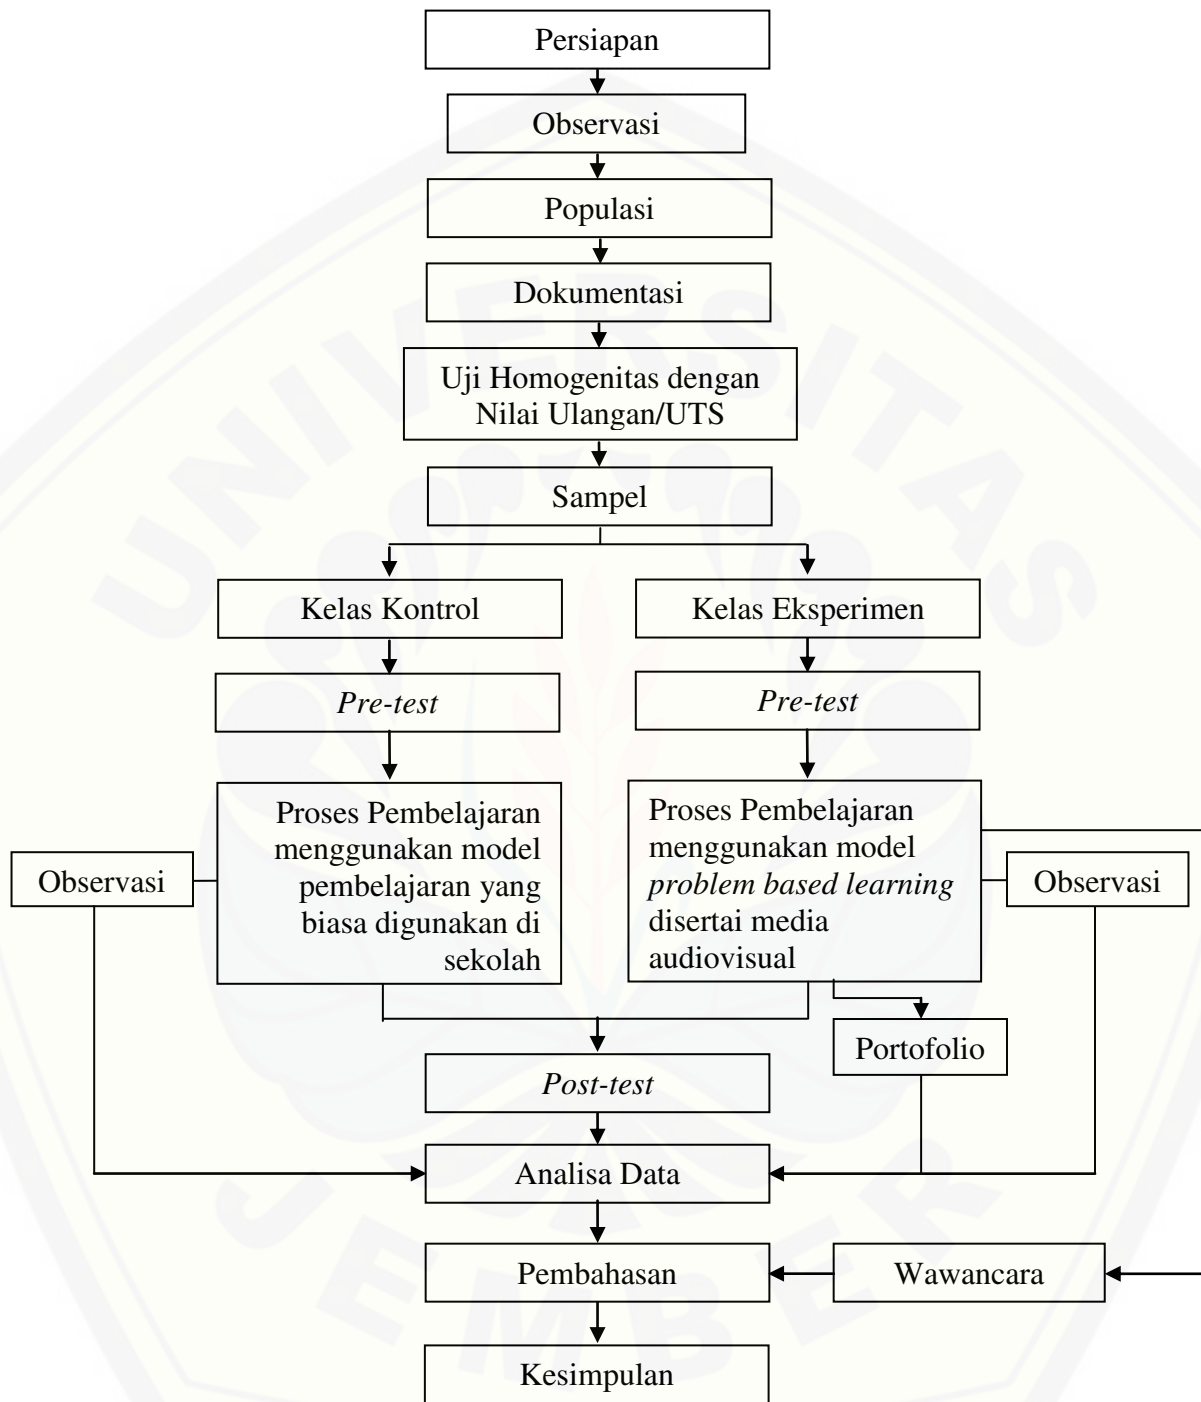 Persiapan
Observasi
Populasi
Dokumentasi
Uji Homogenitas dengan
Nilai Ulangan/UTS
Sampel
Kelas Kontrol
Kelas Eksperimen
Pre-test
Pre-test
Observasi
Proses Pembelajaran
menggunakan model
pembelajaran yang
biasa digunakan di
sekolah
Proses Pembelajaran
menggunakan model
problem based learning
disertai media
audiovisual
Observasi
Portofolio
Post-test
Analisa Data
Pembahasan
Wawancara
Kesimpulan
UNIVERSITAS
JEMBER